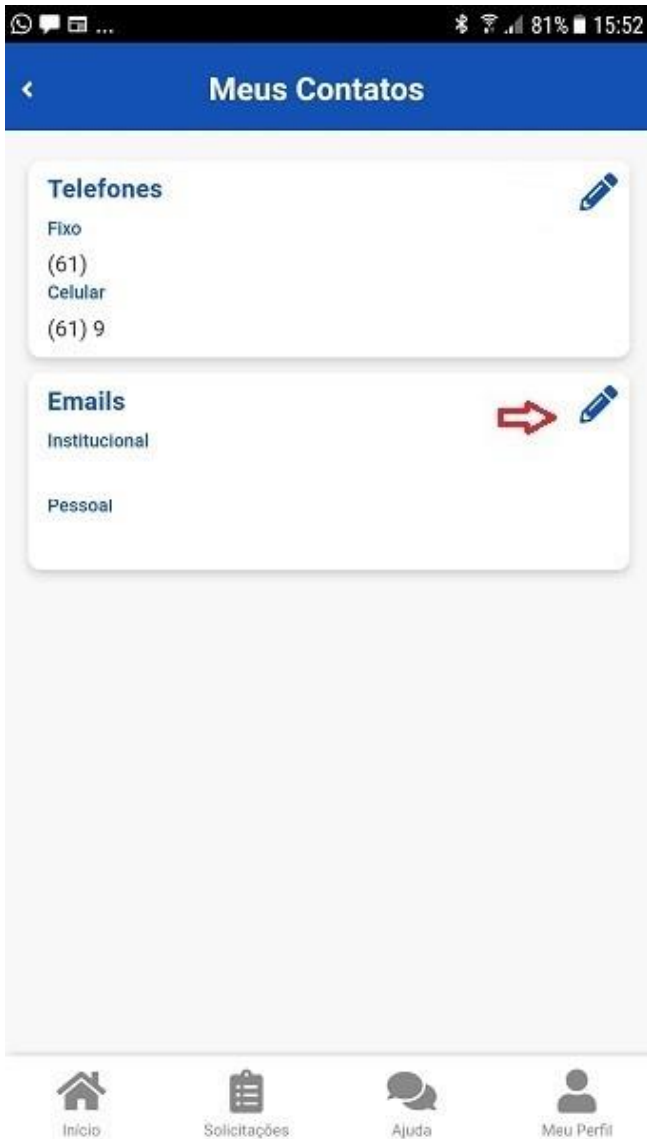 ... 81% 15:52
Meus Contatos
Telefones
Fixo
(61)
Celular
(61) 9
Emails
Institucional
Pessoal
Início
Solicitações
Ajuda
Meu Perfil